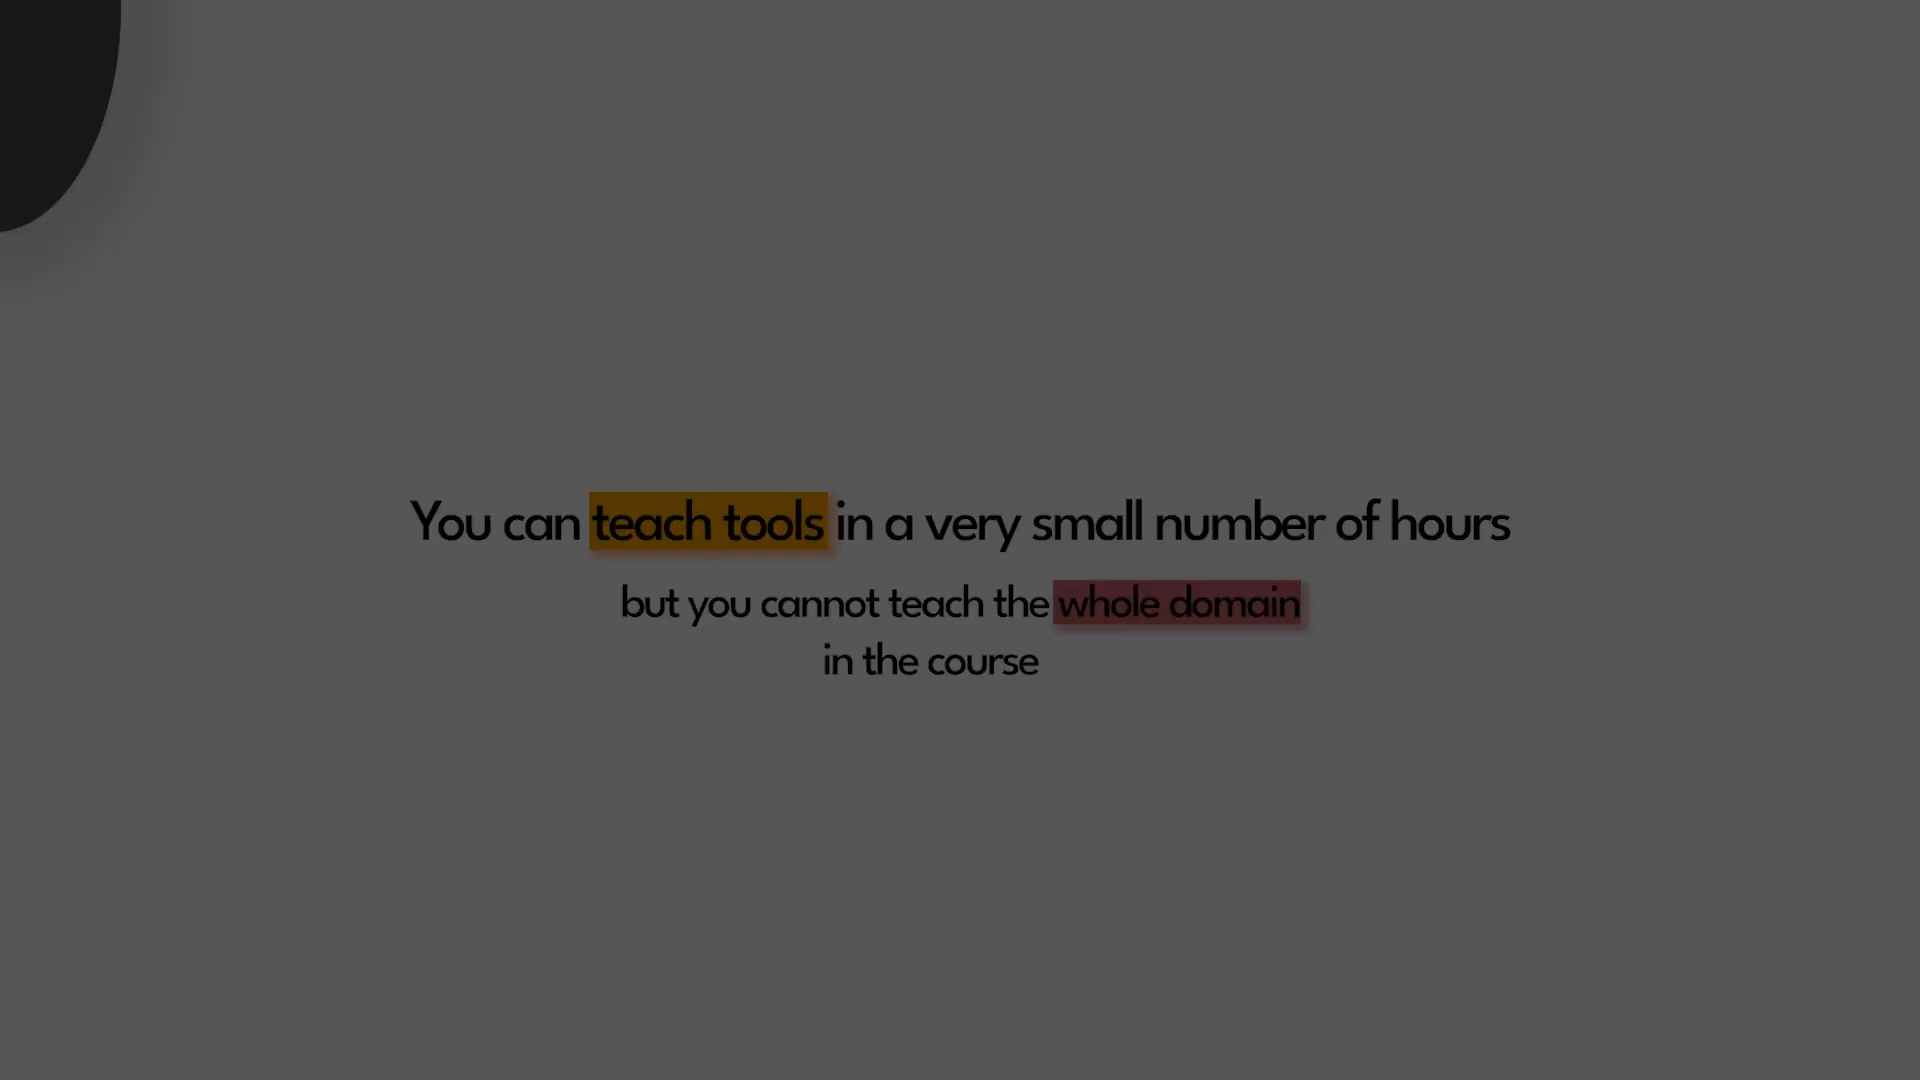 You can teach tools in a very small number of hours
but you cannot teach the whole domain
in the course